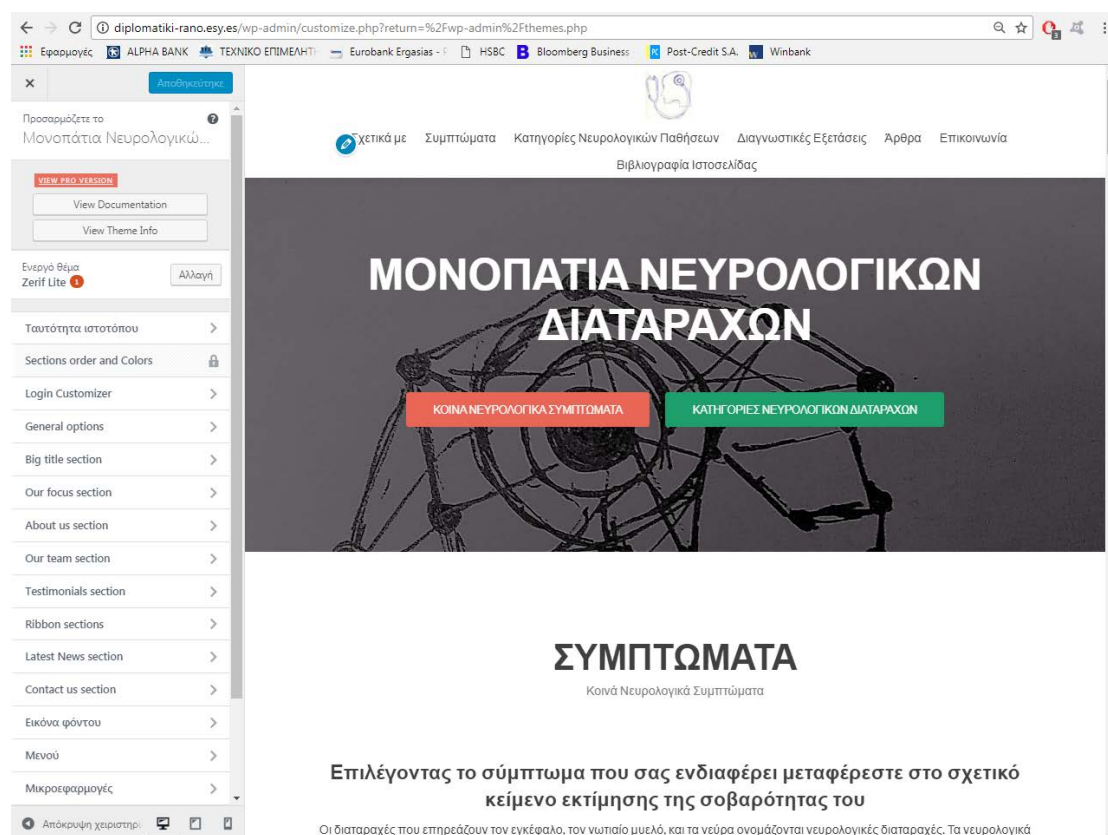 diplomatiki-rano.esy.es/wp-admin/customize.php?return=%2Fwp-admin%2Fthemes.php
Εφαρμογές ALPHA BANK ΤΕΧΝΙΚΟ ΕΠΙΜΕΛΗΤ Eurobank Ergasias - HSBC Bloomberg Business Post-Credit S.A. Winbank
Αποθηκεύτηκε
Προσαρμόζετε το
Μονοπάτια Νευρολογικώ...
VIEW PRO VERSION
View Documentation
View Theme Info
Ενεργό θέμα
Zerif Lite 1
Αλλαγή
Ταυτότητα ιστοτόπου
Sections order and Colors
Login Customizer
General options
Big title section
Our focus section
About us section
Our team section
Testimonials section
Ribbon sections
Latest News section
Contact us section
Εικόνα φόντου
Μενού
Μικροεφαρμογές
Απόκρυψη χειριστηρ
Σχετικά με Συμπτώματα Κατηγορίες Νευρολογικών Παθήσεων Διαγνωστικές Εξετάσεις Άρθρα Επικοινωνία
Βιβλιογραφία Ιστοσελίδας
ΜΟΝΟΠΑΤΙΑ ΝΕΥΡΟΛΟΓΙΚΩΝ
ΔΙΑΤΑΡΑΧΩΝ
ΚΟΙΝΑ ΝΕΥΡΟΛΟΓΙΚΑ ΣΥΜΠΤΩΜΑΤΑ ΚΑΤΗΓΟΡΙΕΣ ΝΕΥΡΟΛΟΓΙΚΩΝ ΔΙΑΤΑΡΑΧΩΝ
ΣΥΜΠΤΩΜΑΤΑ
Κοινά Νευρολογικά Συμπτώματα
Επιλέγοντας το σύμπτωμα που σας ενδιαφέρει μεταφέρεστε στο σχετικό
κείμενο εκτίμησης της σοβαρότητας του
Οι διαταραχές που επηρεάζουν τον εγκέφαλο, τον νωτιαίο μυελό, και τα νεύρα ονομάζονται νευρολογικές διαταραχές. Τα νευρολογικά